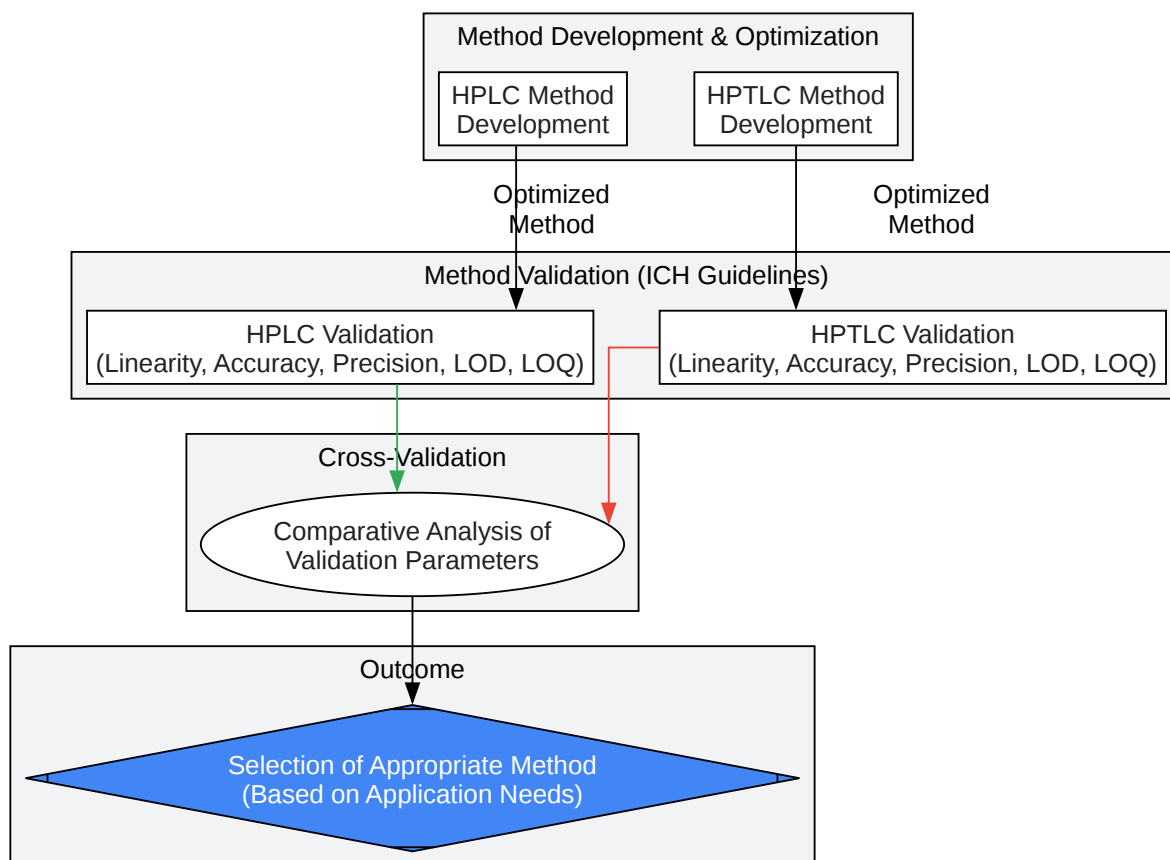 Method Development & Optimization
HPLC Method
Development
HPTLC Method
Development
Optimized
Method
Optimized
Method
Method Validation (ICH Guidelines)
HPLC Validation
(Linearity, Accuracy, Precision, LOD, LOQ)
HPTLC Validation
(Linearity, Accuracy, Precision, LOD, LOQ)
Cross-Validation
Comparative Analysis of
Validation Parameters
Outcome
Selection of Appropriate Method
(Based on Application Needs)